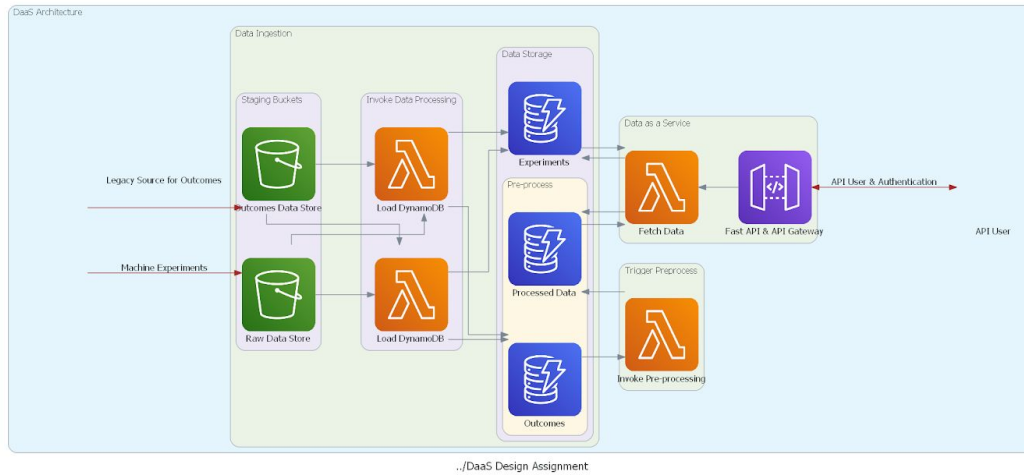 DaaS Architecture
Data Ingestion
Data Storage
Staging Buckets
Invoke Data Processing
Experiments
Data as a Service
Legacy Source for Outcomes
Outcomes Data Store
Load DynamoDB
Pre-process
API User & Authentication
Fetch Data
Fast API & API Gateway
API User
Machine Experiments
Processed Data
Trigger Preprocess
Raw Data Store
Load DynamoDB
Invoke Pre-processing
Outcomes
../DaaS Design Assignment